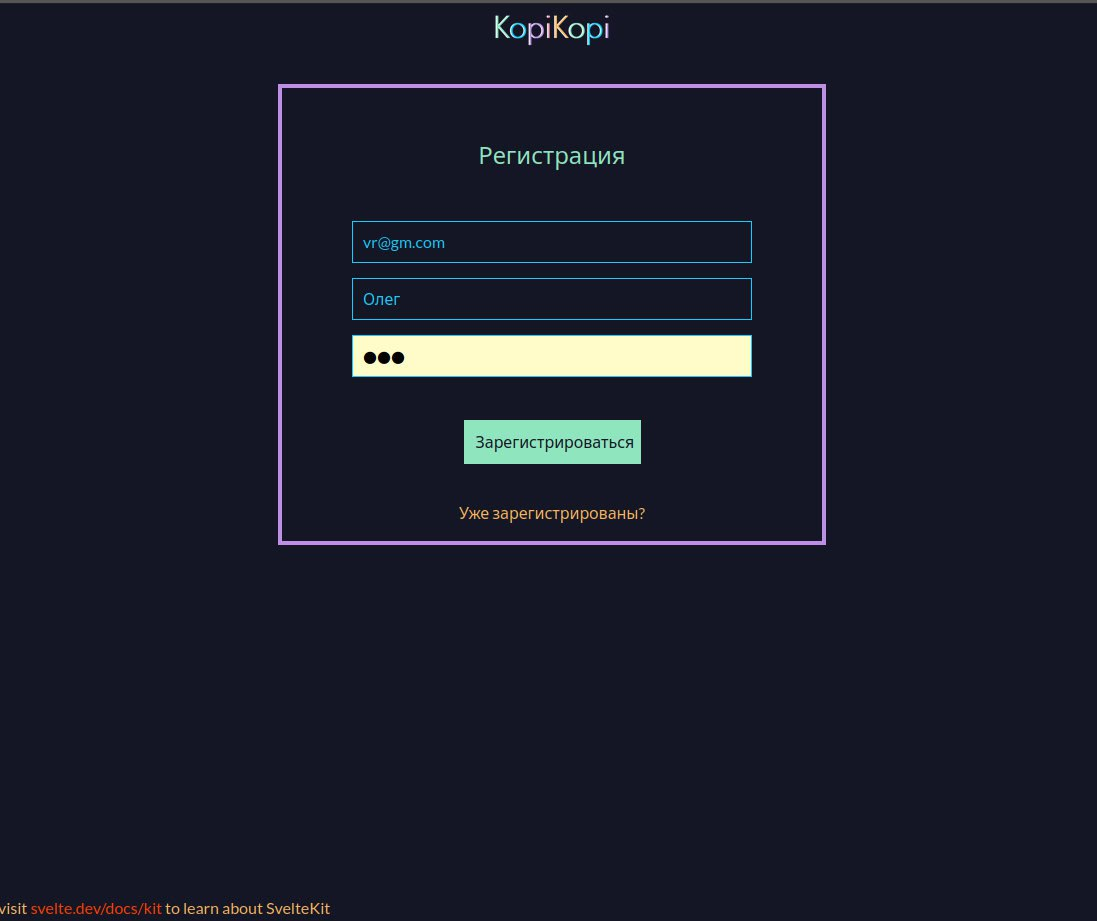 KopiKopi
Регистрация
vr@gm.com
Олег
●●●
Зарегистрироваться
Уже зарегистрированы?
visit svelte.dev/docs/kit to learn about SvelteKit